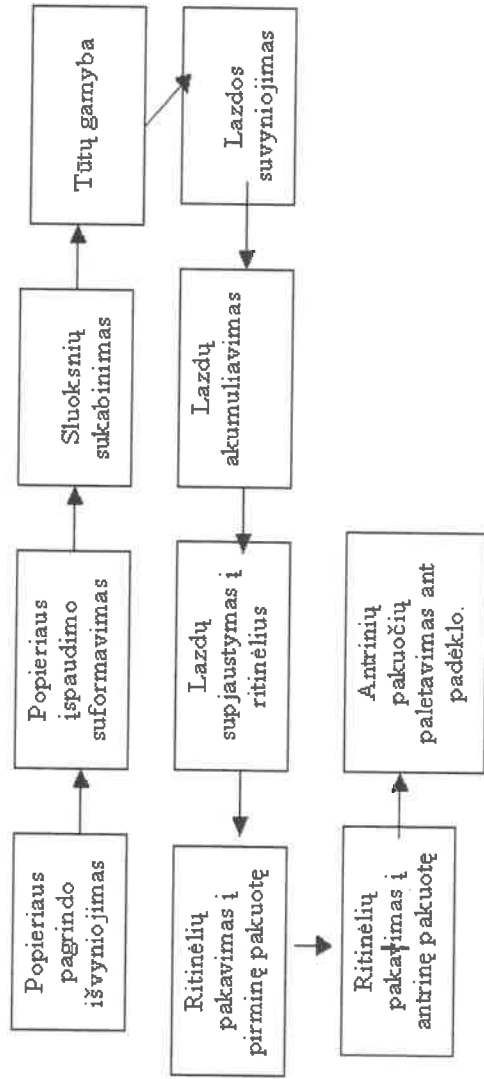 Popieriaus
pagrindo
išvyniojimas
Popieriaus
įspaudimo
suformavimas
Sluoksnių
sukabinimas
Tūtų gamyba
Lazdos
suvyniojimas
Lazdų
akumuliavimas
Lazdų
supjaustymas į
ritinėlius
Ritinėlių
pakavimas į
pirminę pakuotę
Ritinėlių
pakavimas į
antrinę pakuotę
Antrinių
pakuočių
paletavimas ant
padėklo.